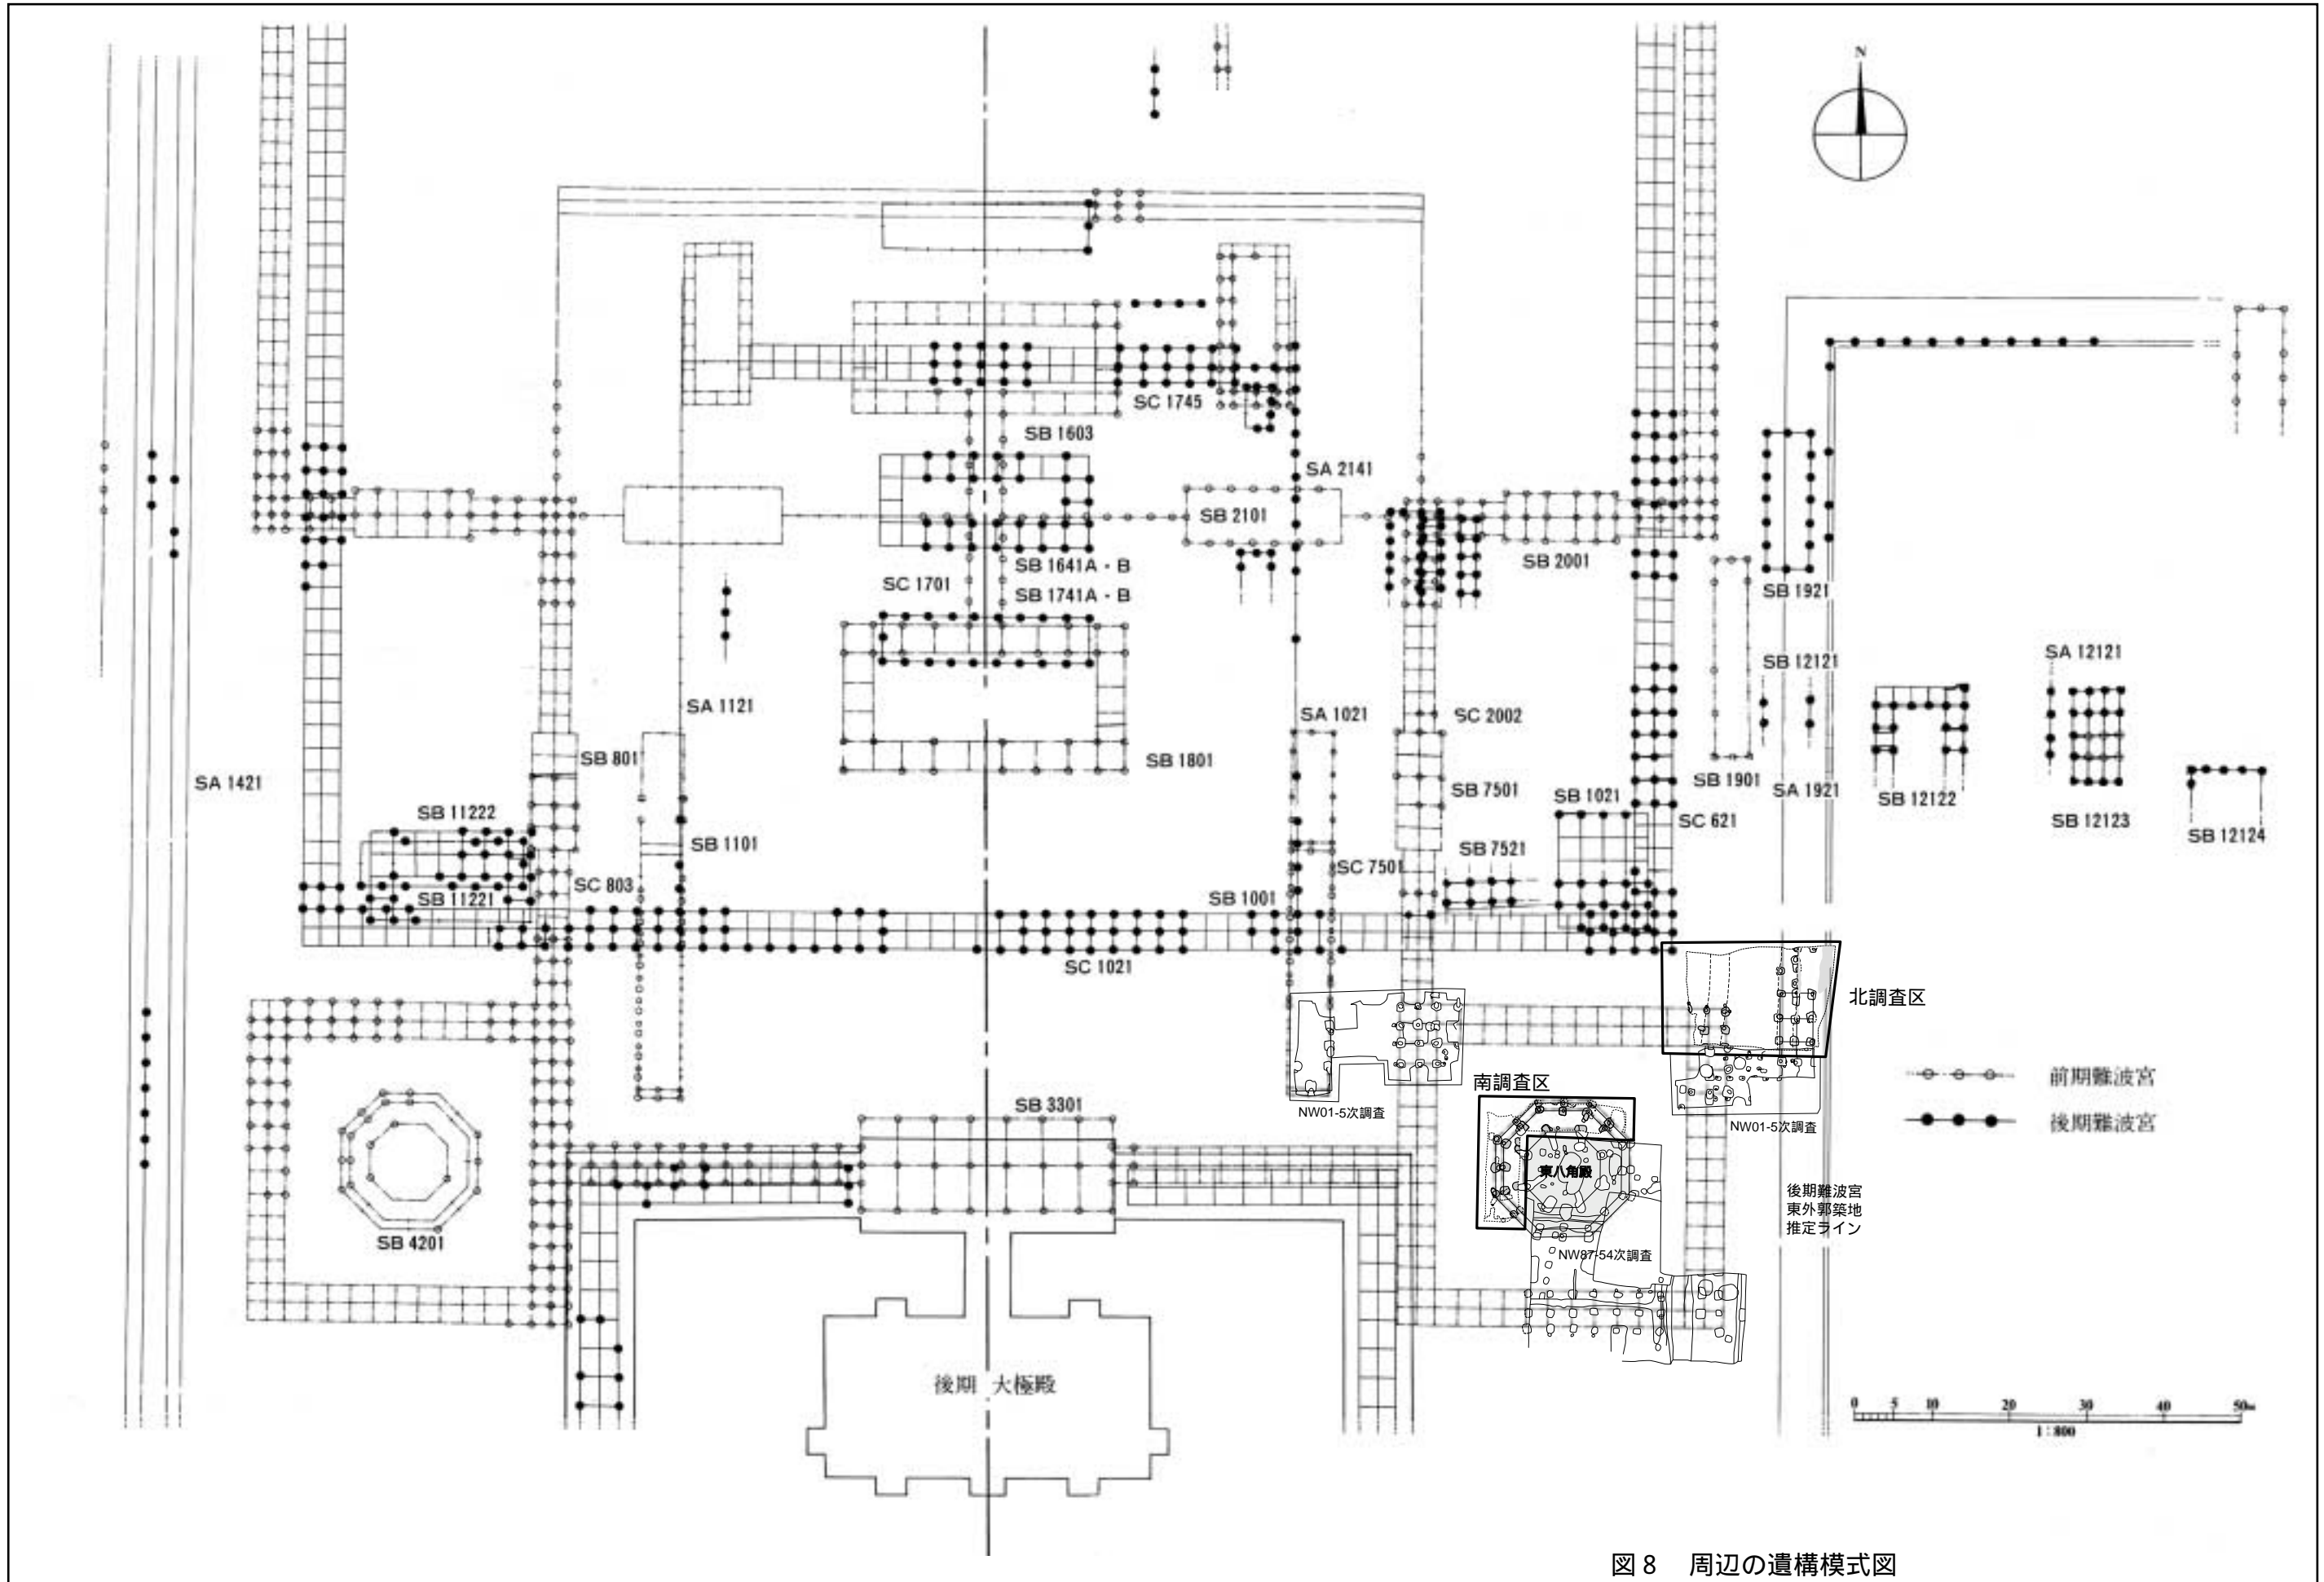 N
SC 1745
SB 1603
SA 2141
SB 2101
SB 2001
SB 1641A・B
SC 1701
SB 1741A・B
SB 1921
SA 12121
SB 12121
SA 1121
SA 1021
SC 2002
SB 801
SB 1801
SA 1421
SB 7501
SB 1021
SB 1901
SA 1921
SB 12122
SB 11222
SC 621
SB 12123
SB 12124
SB 1101
SB 7521
SC 803
SC 7501
SB 11221
SB 1001
SC 1021
北調査区
南調査区
前期難波宮
NW01-5次調査
SB 3301
後期難波宮
NW01-5次調査
東八角殿
後期難波宮
東外郭築地
推定ライン
SB 4201
NW87-54次調査
後期 大極殿
0 5 10 20 30 40 50m
1:800
図 8 周辺の遺構模式図